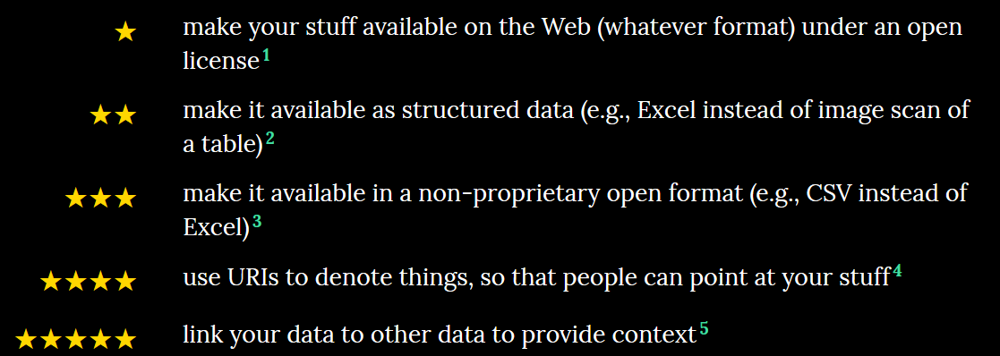 ★ make your stuff available on the Web (whatever format) under an open
license1
★★ make it available as structured data (e.g., Excel instead of image scan of
a table)2
★★★ make it available in a non-proprietary open format (e.g., CSV instead of
Excel)3
★★★★ use URIs to denote things, so that people can point at your stuff4
★★★★★ link your data to other data to provide context5